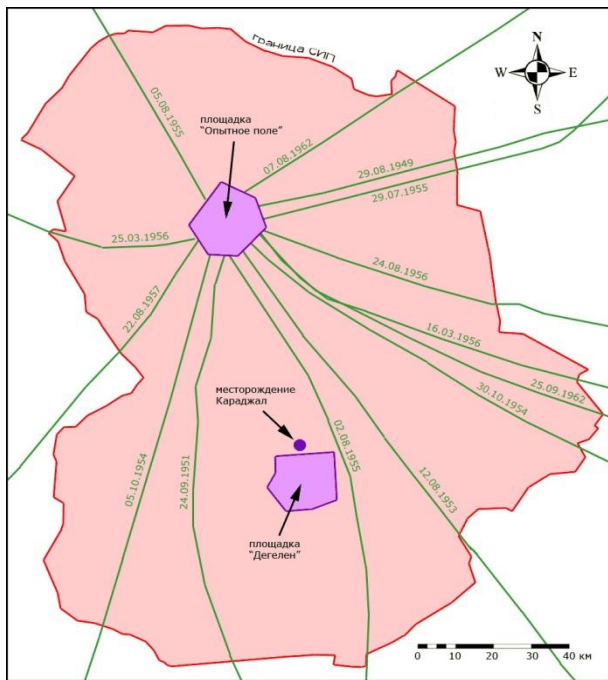 граница СИП
N
W E
S
площадка
"Опытное поле"
05.08.1955
07.08.1962
29.08.1949
29.07.1955
25.03.1956
24.08.1956
22.08.1957
16.03.1956
25.09.1962
30.10.1954
месторождение
Караджал
02.08.1955
05.10.1954
24.09.1951
12.08.1953
площадка
"Дегелен"
0 10 20 30 40 км